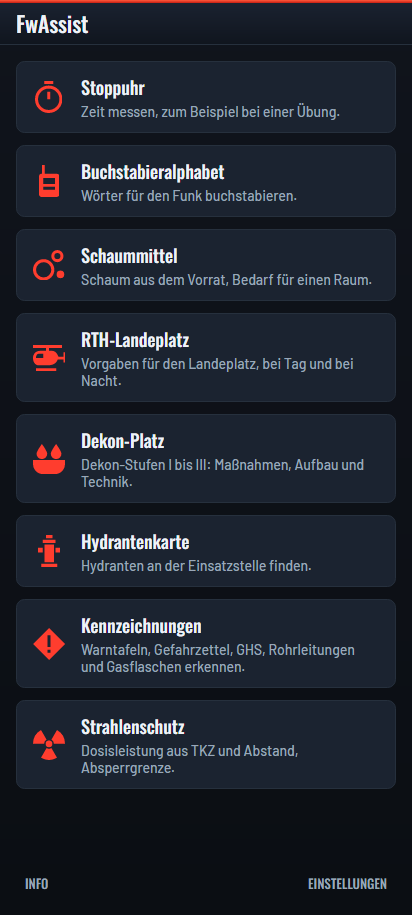 FwAssist
Stoppuhr
Zeit messen, zum Beispiel bei einer Übung.
Buchstabieralphabet
Wörter für den Funk buchstabieren.
Schaummittel
Schaum aus dem Vorrat, Bedarf für einen Raum.
RTH-Landeplatz
Vorgaben für den Landeplatz, bei Tag und bei
Nacht.
Dekon-Platz
Dekon-Stufen I bis III: Maßnahmen, Aufbau und
Technik.
Hydrantenkarte
Hydranten an der Einsatzstelle finden.
Kennzeichnungen
Warntafeln, Gefahrzettel, GHS, Rohrleitungen
und Gasflaschen erkennen.
Strahlenschutz
Dosisleistung aus TKZ und Abstand,
Absperrgrenze.
INFO
EINSTELLUNGEN